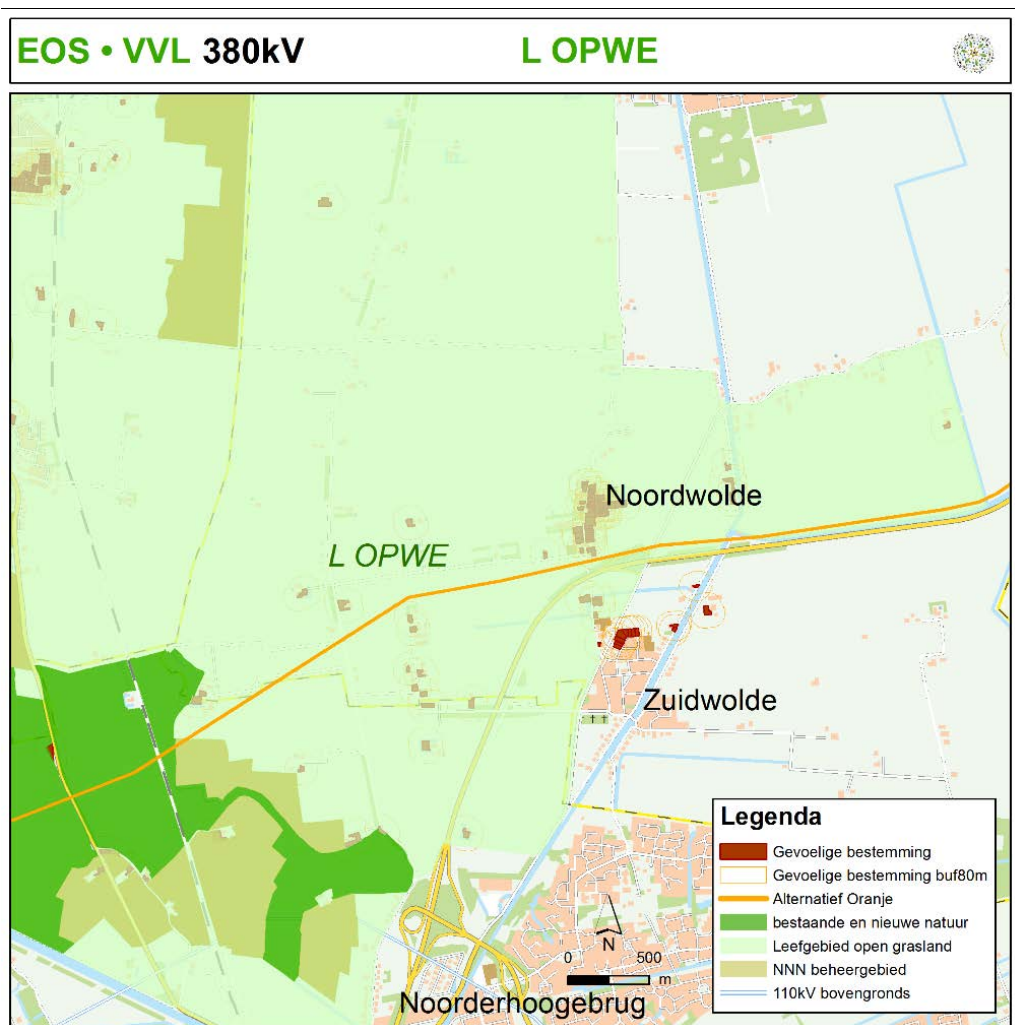 EOS • VVL 380kV L OPWE
Noordwolde
L OPWE
Zuidwolde
Legenda
Gevoelige bestemming
Gevoelige bestemming buf80m
Alternatief Oranje
bestaande en nieuwe natuur
Leefgebied open grasland
NNN beheergebied
110kV bovengronds
N
0 500
m
Noorderhoogebrug